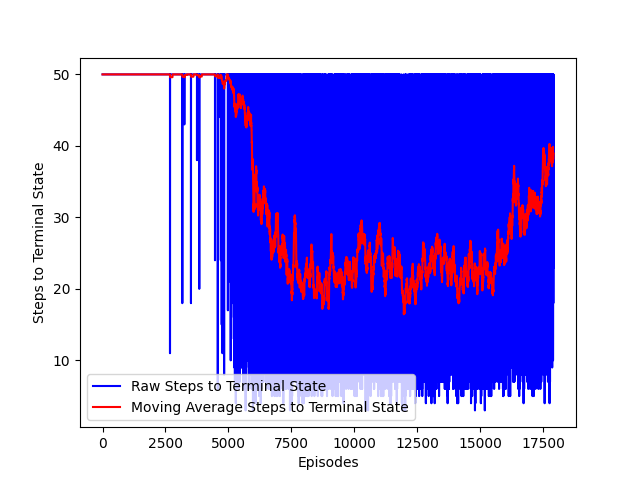 50
40
30
20
10
Steps to Terminal State
Raw Steps to Terminal State
Moving Average Steps to Terminal State
0 2500 5000 7500 10000 12500 15000 17500
Episodes